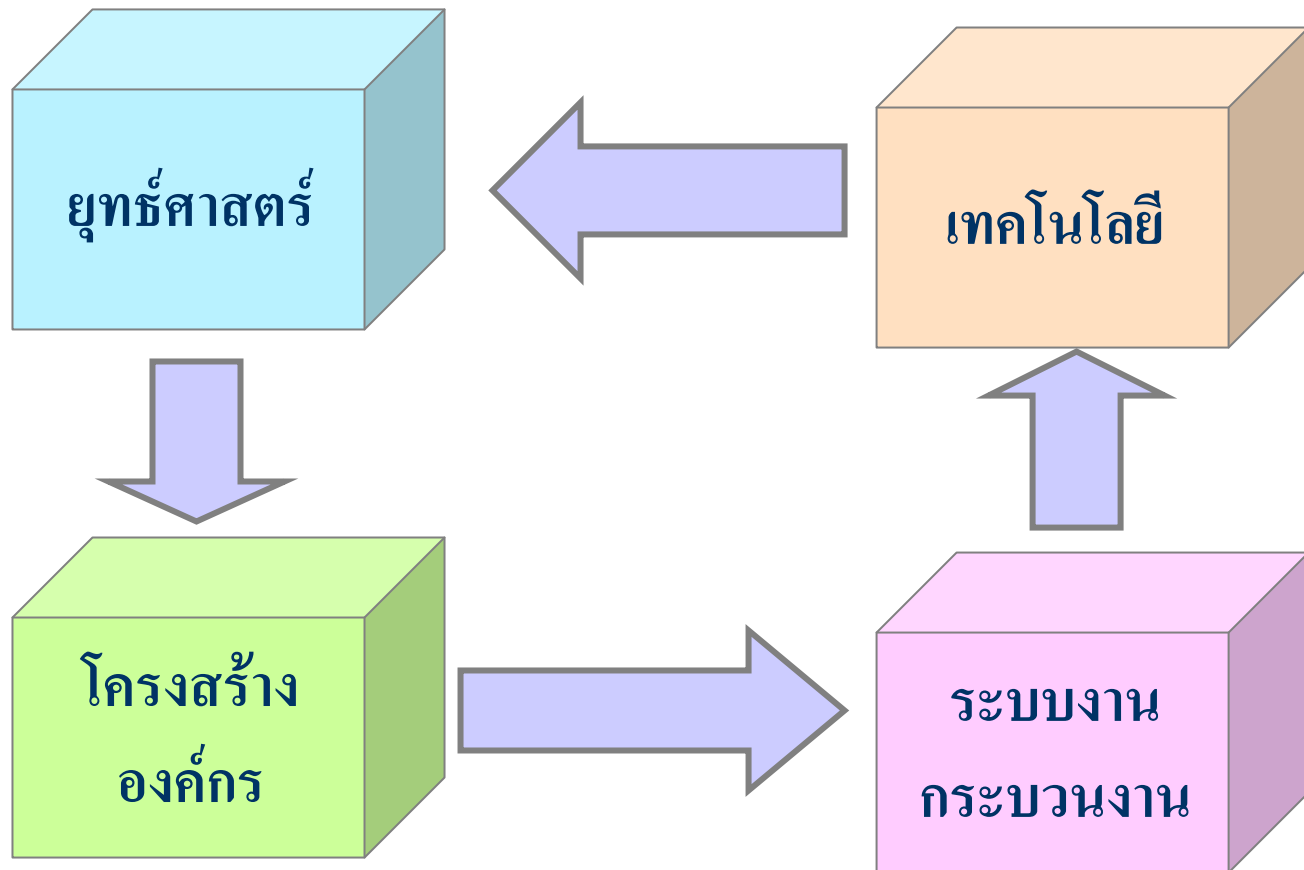 ยุทธ์ศาสตร์
เทคโนโลยี
โครงสร้าง
องค์กร
ระบบงาน
กระบวนงาน